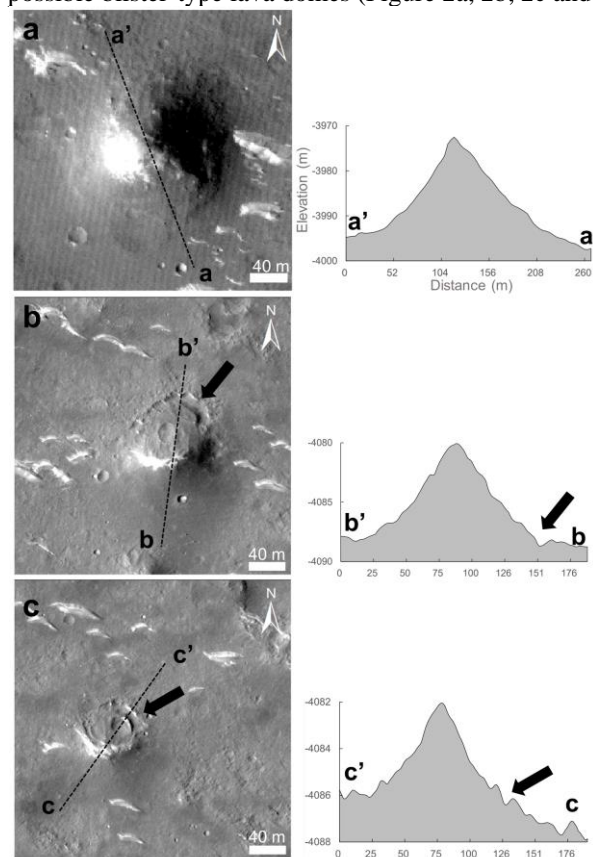 possible blister-type lava domes (Figure 2a, 2b, 2c and
a
a'
N
a
40 m
Elevation (m)
-3970
-3980
-3990
-4000
a'
a
0 52 104 156 208 260
Distance (m)
b
b'
N
b
40 m
-4080
-4085
-4090
b'
b
0 25 50 75 100 126 151 176
c
c'
N
c
40 m
-4082
-4084
-4086
-4088
c'
c
0 25 50 75 100 126 151 176